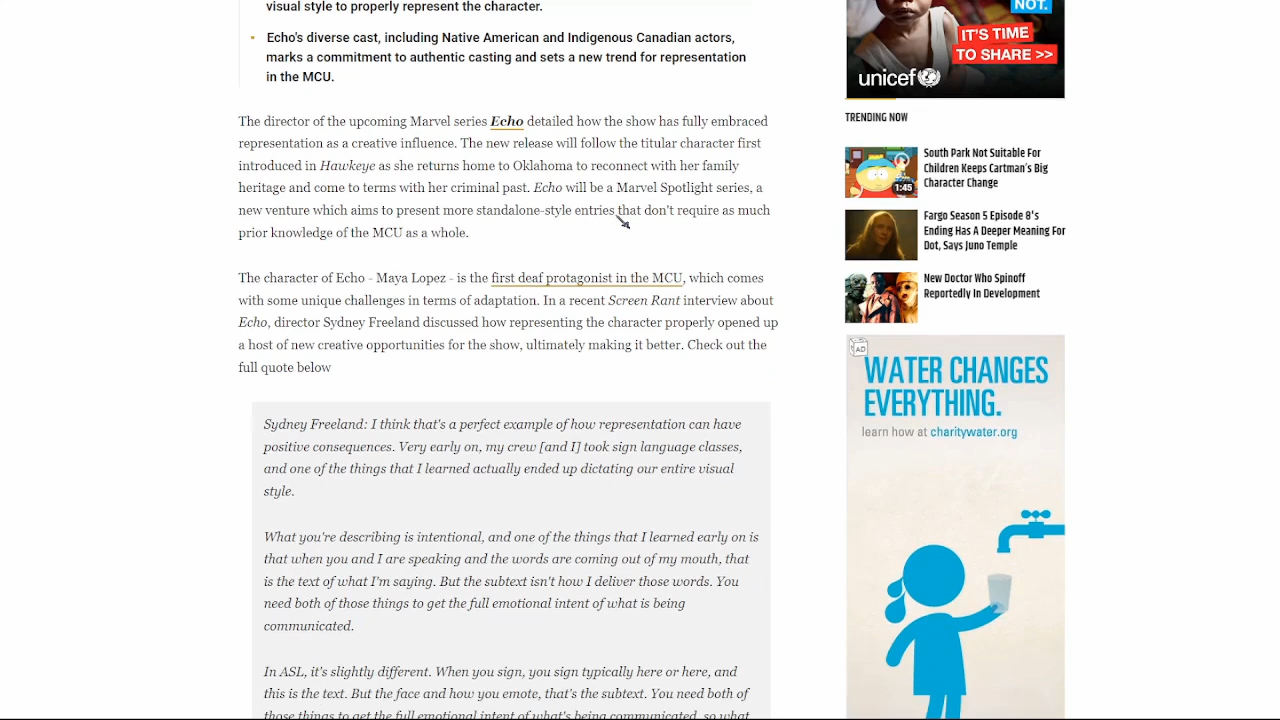 visual style to properly represent the character.
Echo's diverse cast, including Native American and Indigenous Canadian actors,
marks a commitment to authentic casting and sets a new trend for representation
in the MCU.
The director of the upcoming Marvel series Echo detailed how the show has fully embraced
representation as a creative influence. The new release will follow the titular character first
introduced in Hawkeye as she returns home to Oklahoma to reconnect with her family
heritage and come to terms with her criminal past. Echo will be a Marvel Spotlight series, a
new venture which aims to present more standalone-style entries that don't require as much
prior knowledge of the MCU as a whole.
The character of Echo - Maya Lopez - is the first deaf protagonist in the MCU, which comes
with some unique challenges in terms of adaptation. In a recent Screen Rant interview about
Echo, director Sydney Freeland discussed how representing the character properly opened up
a host of new creative opportunities for the show, ultimately making it better. Check out the
full quote below
Sydney Freeland: I think that's a perfect example of how representation can have
positive consequences. Very early on, my crew [and I] took sign language classes,
and one of the things that I learned actually ended up dictating our entire visual
style.
What you're describing is intentional, and one of the things that I learned early on is
that when you and I are speaking and the words are coming out of my mouth, that
is the text of what I'm saying. But the subtext isn't how I deliver those words. You
need both of those things to get the full emotional intent of what is being
communicated.
In ASL, it's slightly different. When you sign, you sign typically here or here, and
this is the text. But the face and how you emote, that's the subtext. You need both of
those things to get the full emotional intent of what's being communicated, so what
NOT.
IT'S TIME
TO SHARE >>
unicef
TRENDING NOW
South Park Not Suitable For
Children Keeps Cartman's Big
Character Change
1:45
Fargo Season 5 Episode 8's
Ending Has A Deeper Meaning For
Dot, Says Juno Temple
New Doctor Who Spinoff
Reportedly In Development
AD
WATER CHANGES
EVERYTHING.
learn how at charitywater.org